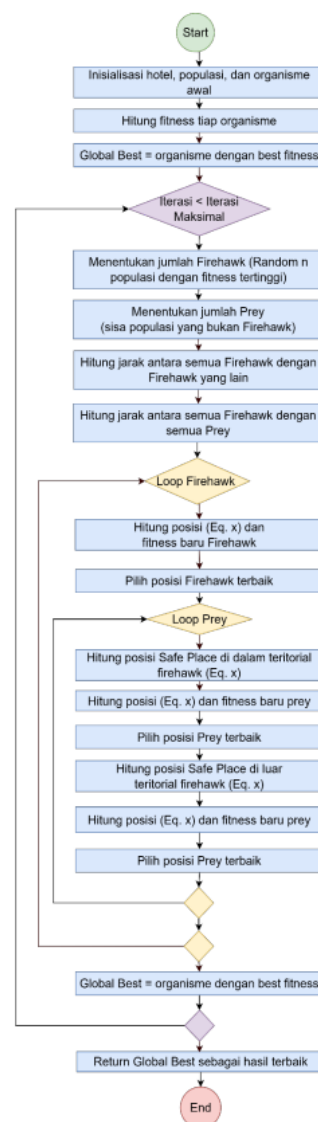 Start
Inisialisasi hotel, populasi, dan organisme
awal
Hitung fitness tiap organisme
Global Best = organisme dengan best fitness
Iterasi < Iterasi
Maksimal
Menentukan jumlah Firehawk (Random n
populasi dengan fitness tertinggi)
Menentukan jumlah Prey
(sisa populasi yang bukan Firehawk)
Hitung jarak antara semua Firehawk dengan
Firehawk yang lain
Hitung jarak antara semua Firehawk dengan
semua Prey
Loop Firehawk
Hitung posisi (Eq. x) dan
fitness baru Firehawk
Pilih posisi Firehawk terbaik
Loop Prey
Hitung posisi Safe Place di dalam teritorial
firehawk (Eq. x)
Hitung posisi (Eq. x) dan fitness baru prey
Pilih posisi Prey terbaik
Hitung posisi Safe Place di luar
teritorial firehawk (Eq. x)
Hitung posisi (Eq. x) dan fitness baru prey
Pilih posisi Prey terbaik
Global Best = organisme dengan best fitness
Return Global Best sebagai hasil terbaik
End